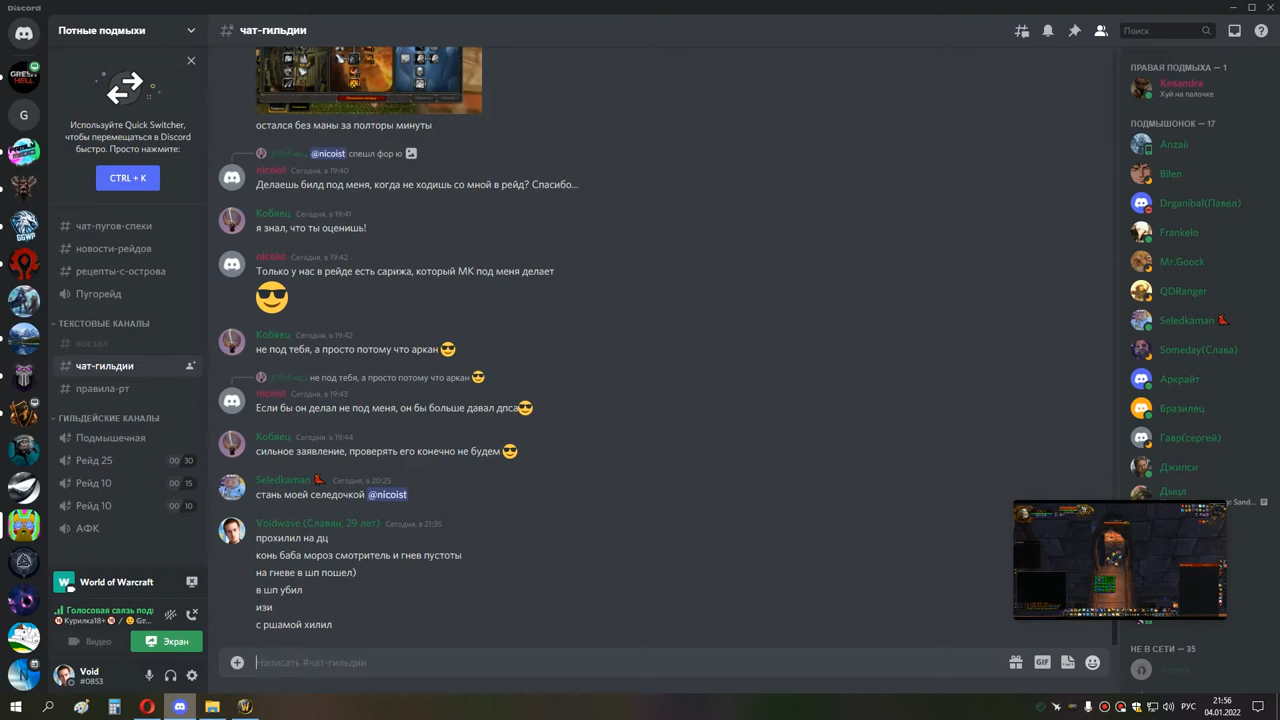 Discord
Потные подмыхи
чат-гильдии
Поиск
Используйте Quick Switcher,
чтобы перемещаться в Discord
быстро. Просто нажмите:
CTRL + K
чат-пугов-спеки
новости-рейдов
рецепты-с-острова
Пугорейд
ТЕКСТОВЫЕ КАНАЛЫ
вокзал
чат-гильдии
правила-рт
ГИЛЬДЕЙСКИЕ КАНАЛЫ
Подмышечная
Рейд 25 00 30
Рейд 10 00 15
Рейд 10 00 10
АФК
World of Warcraft
Голосовая связь под
Курилка18+ / Gr...
Видео
Экран
Void
#0853
GREEN HELL
G
GGWP
W
остался без маны за полторы минуты
@Кобяец @nicoist спешл фор ю
nicoist Сегодня, в 19:40
Делаешь билд под меня, когда не ходишь со мной в рейд? Спасибо...
Кобяец Сегодня, в 19:41
я знал, что ты оценишь!
nicoist Сегодня, в 19:42
Только у нас в рейде есть сарижа, который МК под меня делает
Кобяец Сегодня, в 19:42
не под тебя, а просто потому что аркан
@Кобяец не под тебя, а просто потому что аркан
nicoist Сегодня, в 19:43
Если бы он делал не под меня, он бы больше давал дпса
Кобяец Сегодня, в 19:44
сильное заявление, проверять его конечно не будем
Seledkaman Сегодня, в 20:25
стань моей селедочкой @nicoist
Voidwave (Славян, 29 лет) Сегодня, в 21:35
прохилил на дц
конь баба мороз смотритель и гнев пустоты
на гневе в шп пошел)
в шп убил
изи
с ршамой хилил
Написать #чат-гильдии
GIF
ПРАВАЯ ПОДМЫХА — 1
Kosandra
Хуй на палочке
ПОДМЫШОНОК — 17
Anzaii
Bilen
Drganibal(Павел)
Frankelo
Mr.Goock
QDRanger
Seledkaman
Someday(Слава)
Аркрайт
Бразилец
Гавр(сергей)
Джипси
Дыцл
у: Sand...
НЕ В СЕТИ — 35
РУС
21:56
04.01.2022